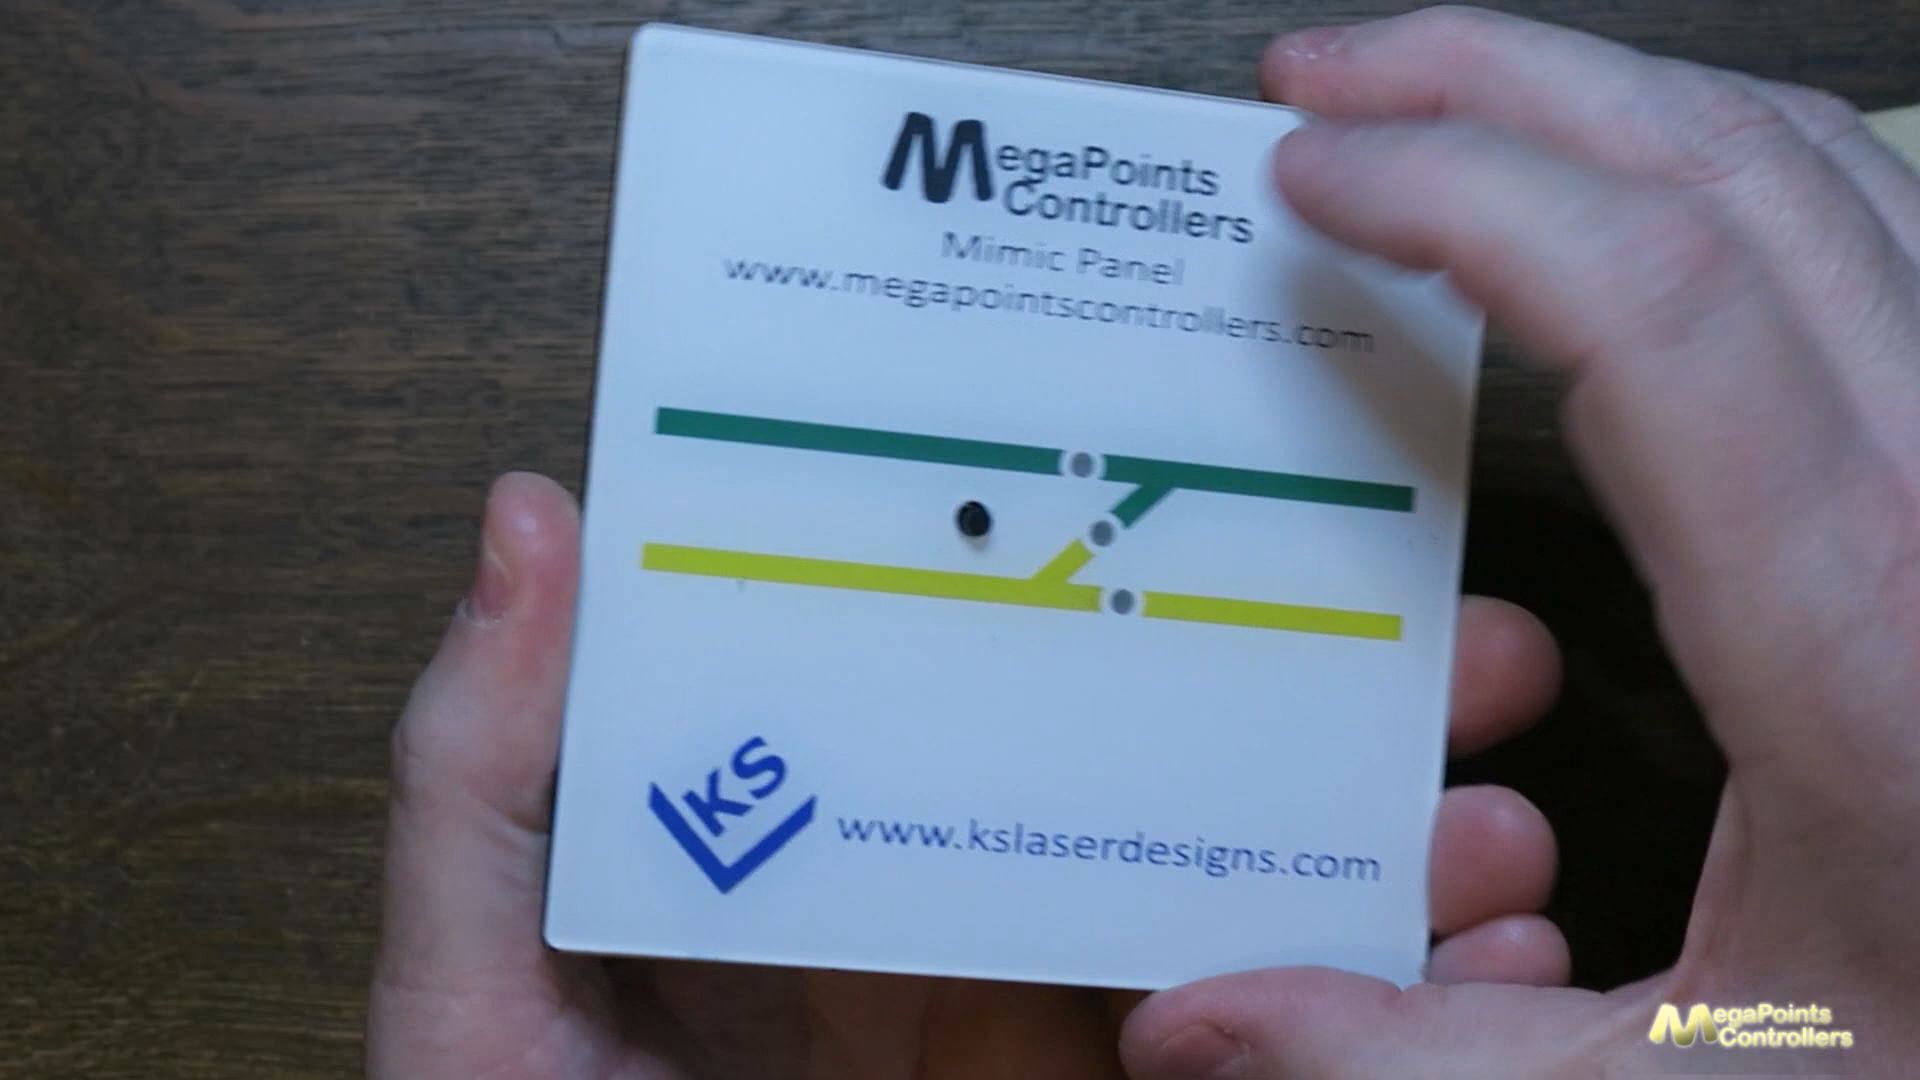 MegaPoints
Controllers
Mimic Panel
www.megapointscontrollers.com
KS
www.kslaserdesigns.com
MegaPoints
Controllers